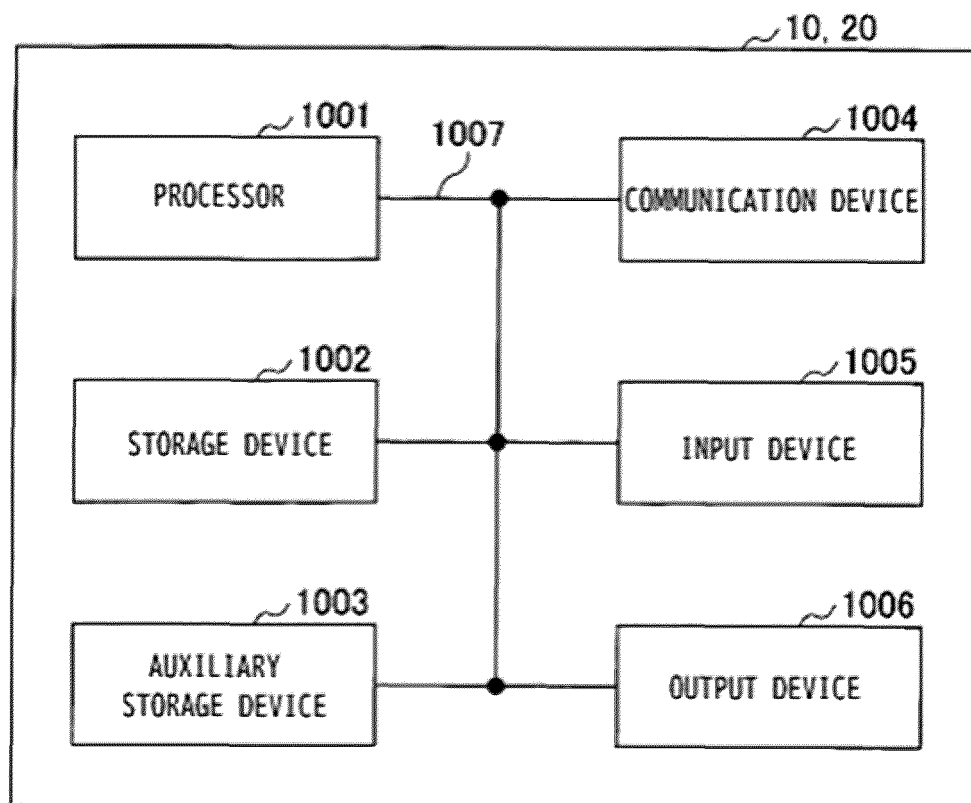 10, 20
1001
1007
1004
PROCESSOR
COMMUNICATION DEVICE
1002
1005
STORAGE DEVICE
INPUT DEVICE
1003
1006
AUXILIARY
STORAGE DEVICE
OUTPUT DEVICE